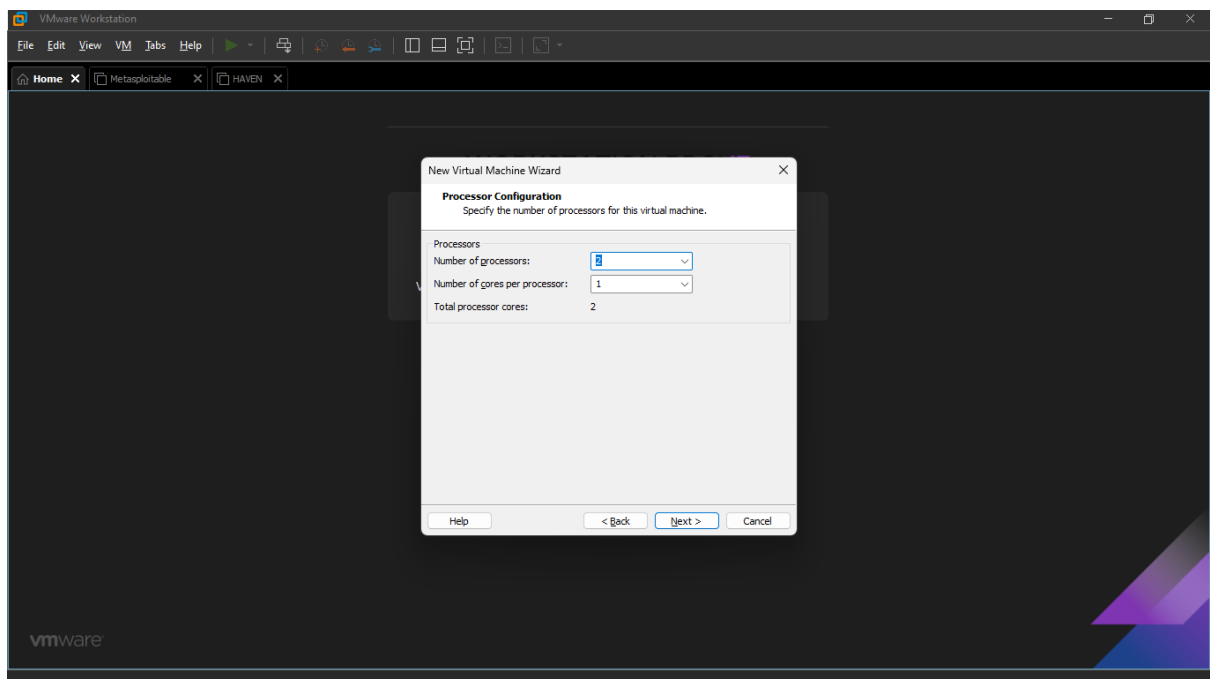 VMware Workstation
File Edit View VM Tabs Help
Home Metasploitable HAVEN
New Virtual Machine Wizard
Processor Configuration
Specify the number of processors for this virtual machine.
Processors
Number of processors: 2
Number of cores per processor: 1
Total processor cores: 2
Help < Back Next > Cancel
vmware